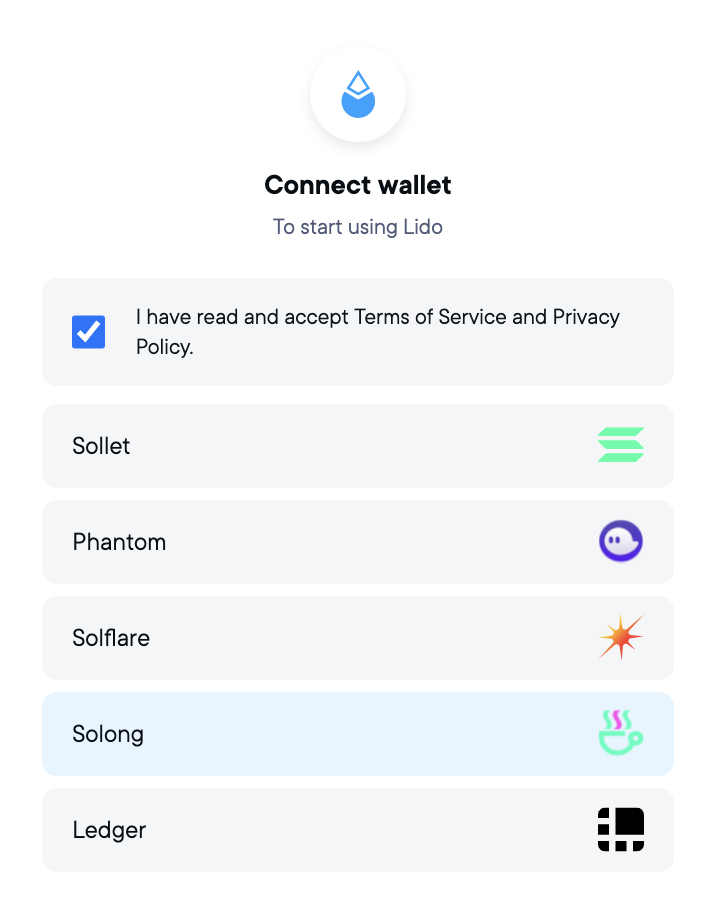 Connect wallet
To start using Lido
I have read and accept Terms of Service and Privacy
Policy.
Sollet
Phantom
Solflare
Solong
Ledger